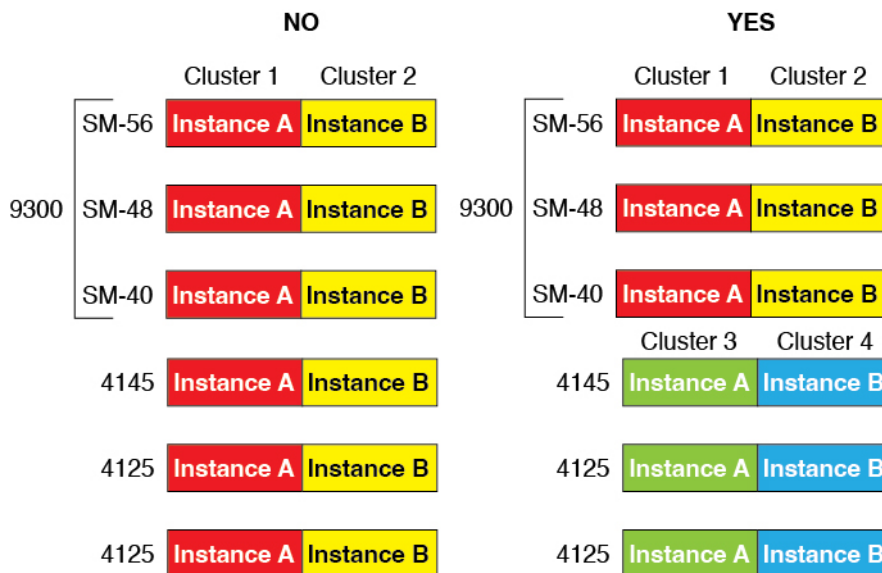 NO YES
Cluster 1 Cluster 2 Cluster 1 Cluster 2
SM-56 Instance A Instance B SM-56 Instance A Instance B
9300 SM-48 Instance A Instance B 9300 SM-48 Instance A Instance B
SM-40 Instance A Instance B SM-40 Instance A Instance B
Cluster 3 Cluster 4
4145 Instance A Instance B 4145 Instance A Instance B
4125 Instance A Instance B 4125 Instance A Instance B
4125 Instance A Instance B 4125 Instance A Instance B